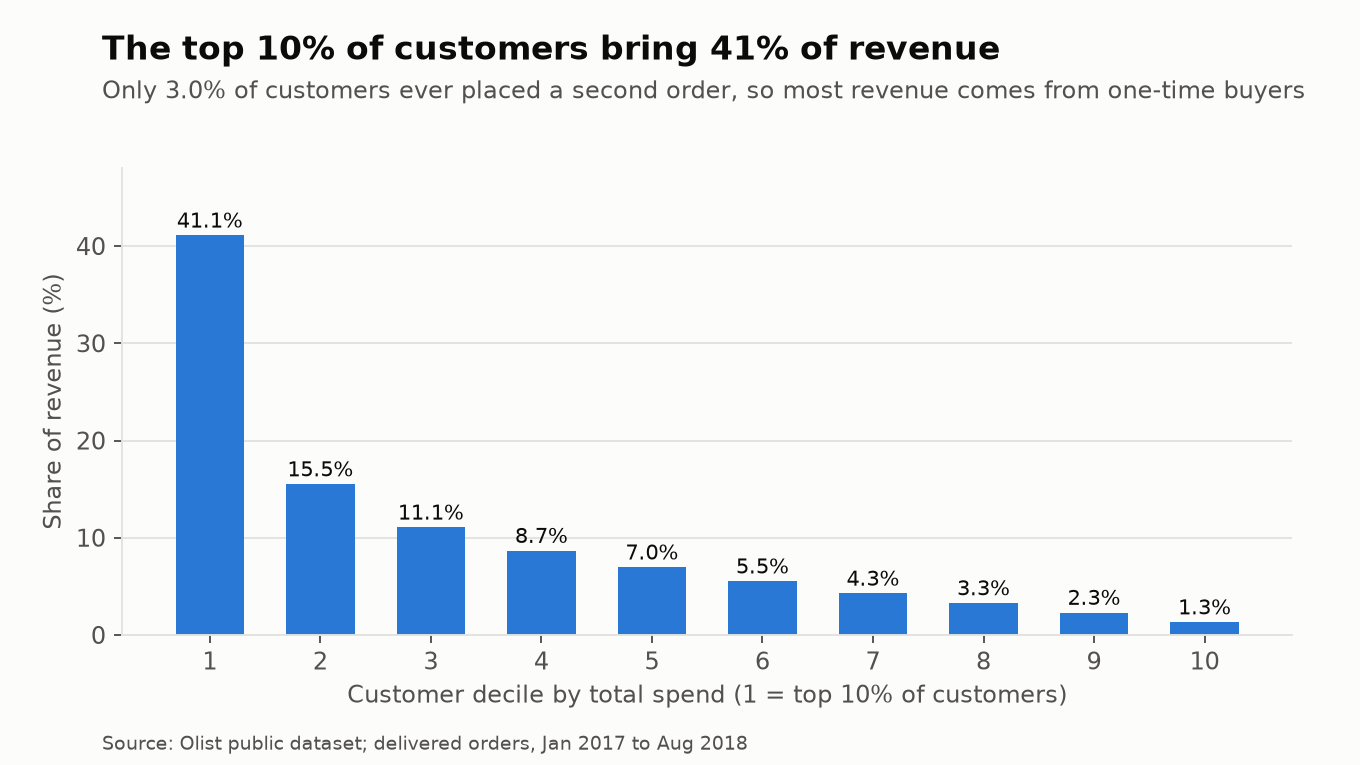 The top 10% of customers bring 41% of revenue
Only 3.0% of customers ever placed a second order, so most revenue comes from one-time buyers
Share of revenue (%)
40
30
20
10
0
41.1%
15.5%
11.1%
8.7%
7.0%
5.5%
4.3%
3.3%
2.3%
1.3%
1 2 3 4 5 6 7 8 9 10
Customer decile by total spend (1 = top 10% of customers)
Source: Olist public dataset; delivered orders, Jan 2017 to Aug 2018